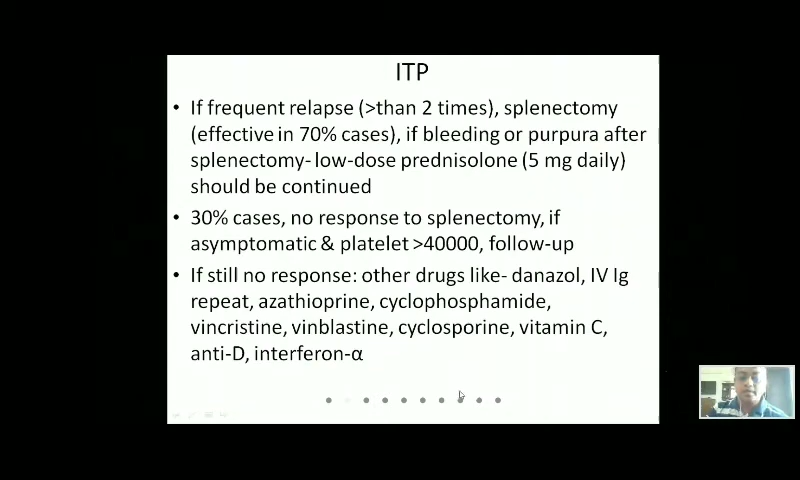 ITP
• If frequent relapse (>than 2 times), splenectomy
(effective in 70% cases), if bleeding or purpura after
splenectomy- low-dose prednisolone (5 mg daily)
should be continued
• 30% cases, no response to splenectomy, if
asymptomatic & platelet >40000, follow-up
• If still no response: other drugs like- danazol, IV Ig
repeat, azathioprine, cyclophosphamide,
vincristine, vinblastine, cyclosporine, vitamin C,
anti-D, interferon-α